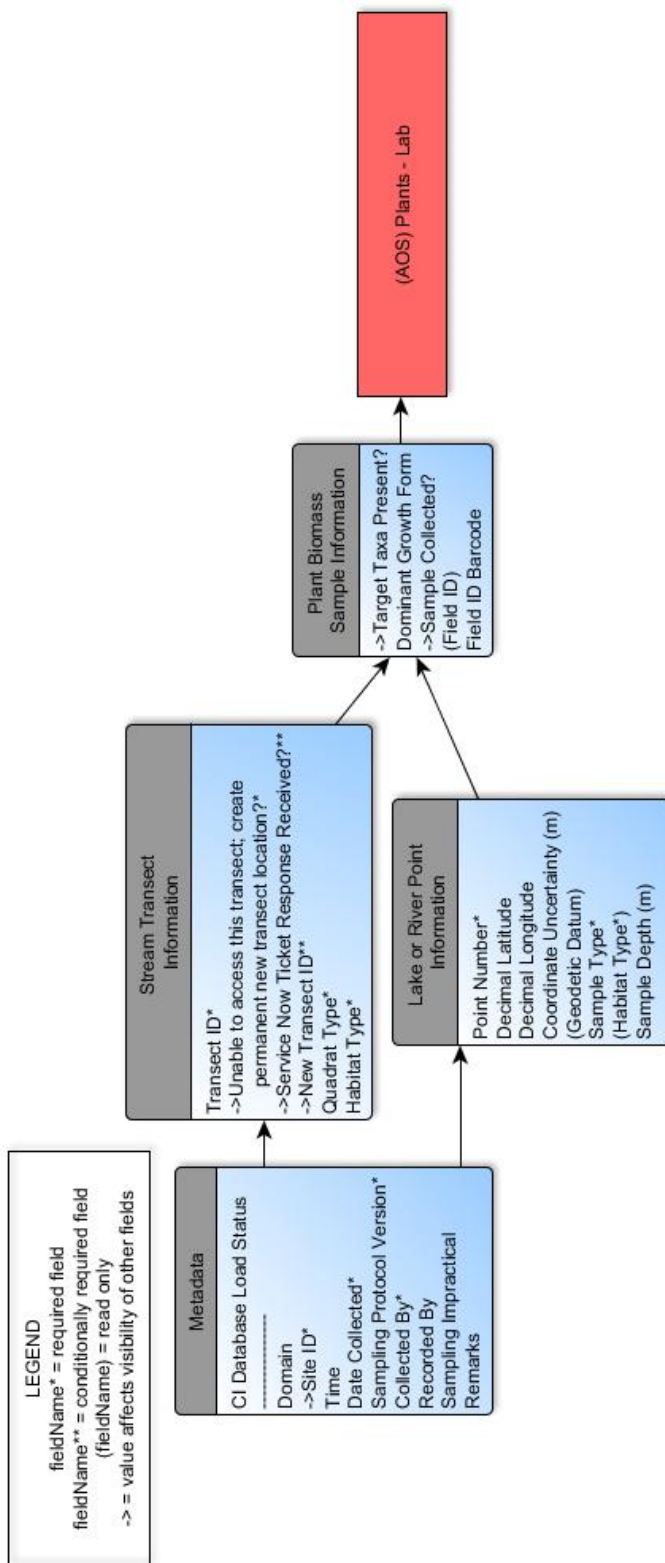 LEGEND
fieldName* = required field
fieldName** = conditionally required field
(fieldName) = read only
-> = value affects visibility of other fields
Metadata
CI Database Load Status
--------------------
Domain
->Site ID*
Time
Date Collected*
Sampling Protocol Version*
Collected By*
Recorded By
Sampling Impractical
Remarks
Stream Transect
Information
Transect ID*
->Unable to access this transect; create
permanent new transect location?*
->Service Now Ticket Response Received?**
->New Transect ID**
Quadrat Type*
Habitat Type*
Lake or River Point
Information
Point Number*
Decimal Latitude
Decimal Longitude
Coordinate Uncertainty (m)
(Geodetic Datum)
Sample Type*
(Habitat Type*)
Sample Depth (m)
Plant Biomass
Sample Information
->Target Taxa Present?
Dominant Growth Form
->Sample Collected?
(Field ID)
Field ID Barcode
(AOS) Plants - Lab